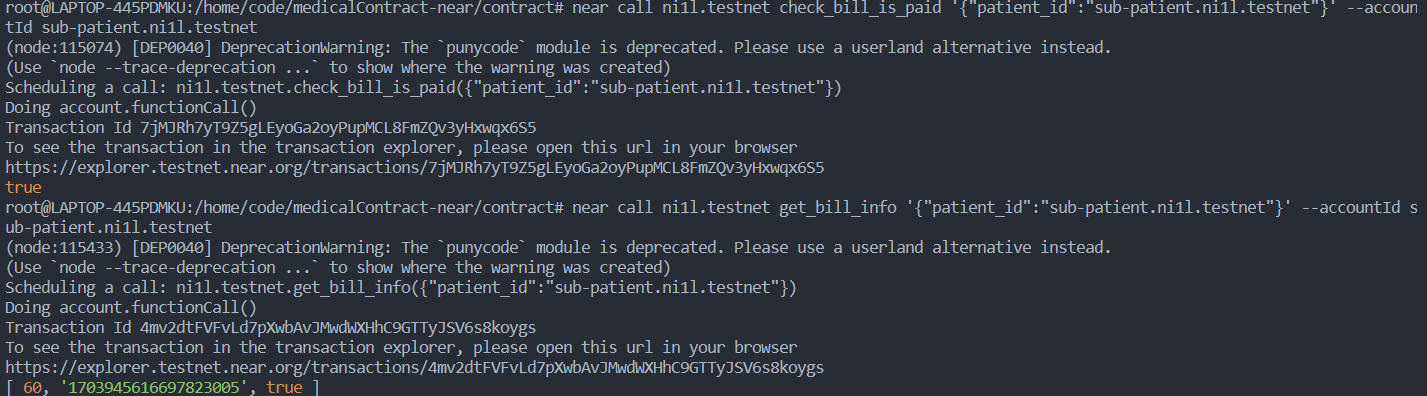 root@LAPTOP-445PDMKU:/home/code/medicalContract-near/contract# near call ni1l.testnet check_bill_is_paid '{"patient_id":"sub-patient.ni1l.testnet"}' --accoun
tId sub-patient.ni1l.testnet
(node:115074) [DEP0040] DeprecationWarning: The `punycode` module is deprecated. Please use a userland alternative instead.
(Use `node --trace-deprecation ...` to show where the warning was created)
Scheduling a call: ni1l.testnet.check_bill_is_paid({"patient_id":"sub-patient.ni1l.testnet"})
Doing account.functionCall()
Transaction Id 7jMJRh7yT9Z5gLEyoGa2oyPupMCL8FmZQv3yHxwqx6S5
To see the transaction in the transaction explorer, please open this url in your browser
https://explorer.testnet.near.org/transactions/7jMJRh7yT9Z5gLEyoGa2oyPupMCL8FmZQv3yHxwqx6S5
true
root@LAPTOP-445PDMKU:/home/code/medicalContract-near/contract# near call ni1l.testnet get_bill_info '{"patient_id":"sub-patient.ni1l.testnet"}' --accountId s
ub-patient.ni1l.testnet
(node:115433) [DEP0040] DeprecationWarning: The `punycode` module is deprecated. Please use a userland alternative instead.
(Use `node --trace-deprecation ...` to show where the warning was created)
Scheduling a call: ni1l.testnet.get_bill_info({"patient_id":"sub-patient.ni1l.testnet"})
Doing account.functionCall()
Transaction Id 4mv2dtFVFvLd7pXwbAvJMwdWXHhC9GTTyJSV6s8koygs
To see the transaction in the transaction explorer, please open this url in your browser
https://explorer.testnet.near.org/transactions/4mv2dtFVFvLd7pXwbAvJMwdWXHhC9GTTyJSV6s8koygs
[ 60, '1703945616697823005', true ]